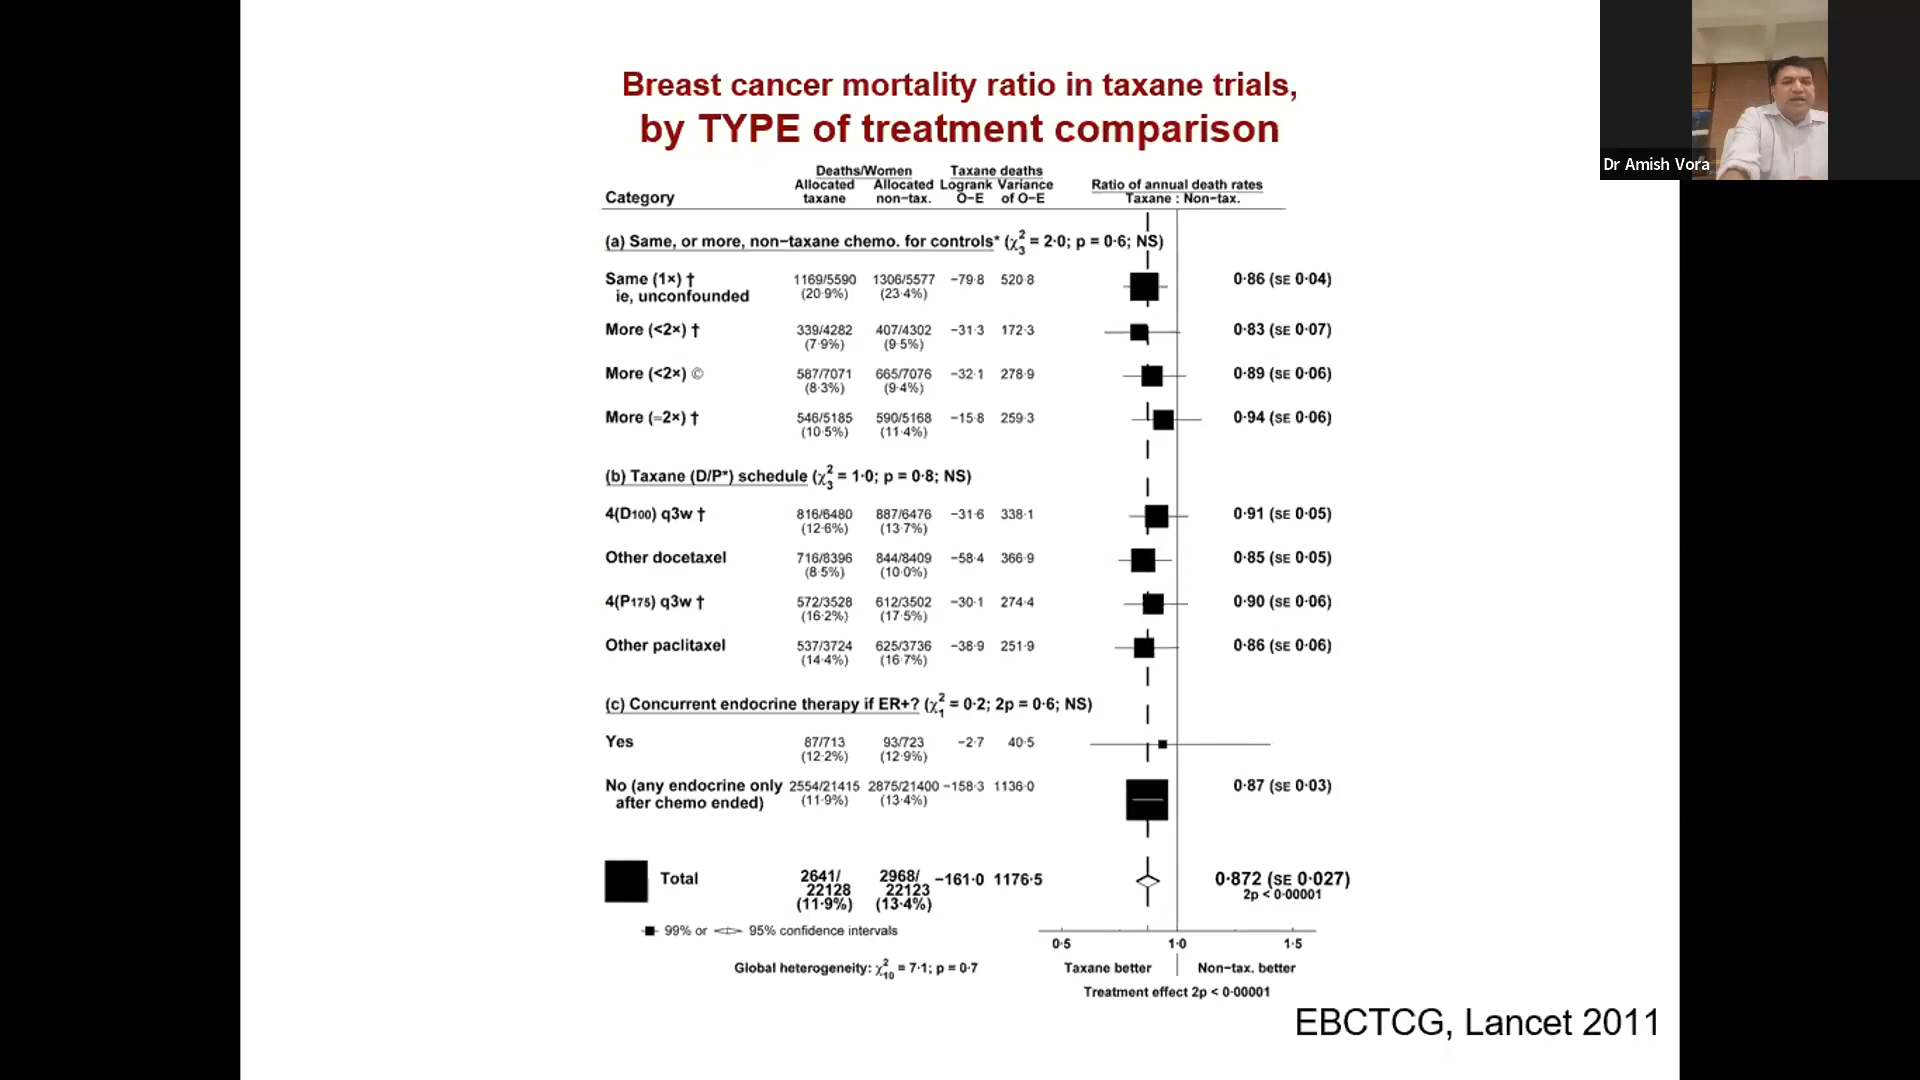 Breast cancer mortality ratio in taxane trials,
by TYPE of treatment comparison
Dr Amish Vora
Deaths/Women Taxane deaths
Allocated Allocated Logrank Variance Ratio of annual death rates
Category taxane non−tax. O−E of O−E Taxane : Non−tax.
(a) Same, or more, non−taxane chemo. for controls* (χ²₃ = 2·0; p = 0·6; NS)
Same (1×) † 1169/5590 1306/5577 −79·8 520·8 0·86 (SE 0·04)
ie, unconfounded (20·9%) (23·4%)
More (<2×) † 339/4282 407/4302 −31·3 172·3 0·83 (SE 0·07)
(7·9%) (9·5%)
More (<2×) © 587/7071 665/7076 −32·1 278·9 0·89 (SE 0·06)
(8·3%) (9·4%)
More (=2×) † 546/5185 590/5168 −15·8 259·3 0·94 (SE 0·06)
(10·5%) (11·4%)
(b) Taxane (D/P*) schedule (χ²₃ = 1·0; p = 0·8; NS)
4(D100) q3w † 816/6480 887/6476 −31·6 338·1 0·91 (SE 0·05)
(12·6%) (13·7%)
Other docetaxel 716/8396 844/8409 −58·4 366·9 0·85 (SE 0·05)
(8·5%) (10·0%)
4(P175) q3w † 572/3528 612/3502 −30·1 274·4 0·90 (SE 0·06)
(16·2%) (17·5%)
Other paclitaxel 537/3724 625/3736 −38·9 251·9 0·86 (SE 0·06)
(14·4%) (16·7%)
(c) Concurrent endocrine therapy if ER+? (χ²₁ = 0·2; 2p = 0·6; NS)
Yes 87/713 93/723 −2·7 40·5
(12·2%) (12·9%)
No (any endocrine only 2554/21415 2875/21400 −158·3 1136·0 0·87 (SE 0·03)
after chemo ended) (11·9%) (13·4%)
Total 2641/ 2968/ −161·0 1176·5 0·872 (SE 0·027)
22128 22123 2p < 0·00001
(11·9%) (13·4%)
99% or 95% confidence intervals
0·5 1·0 1·5
Global heterogeneity: χ²₁₀ = 7·1; p = 0·7 Taxane better Non−tax. better
Treatment effect 2p < 0·00001
EBCTCG, Lancet 2011